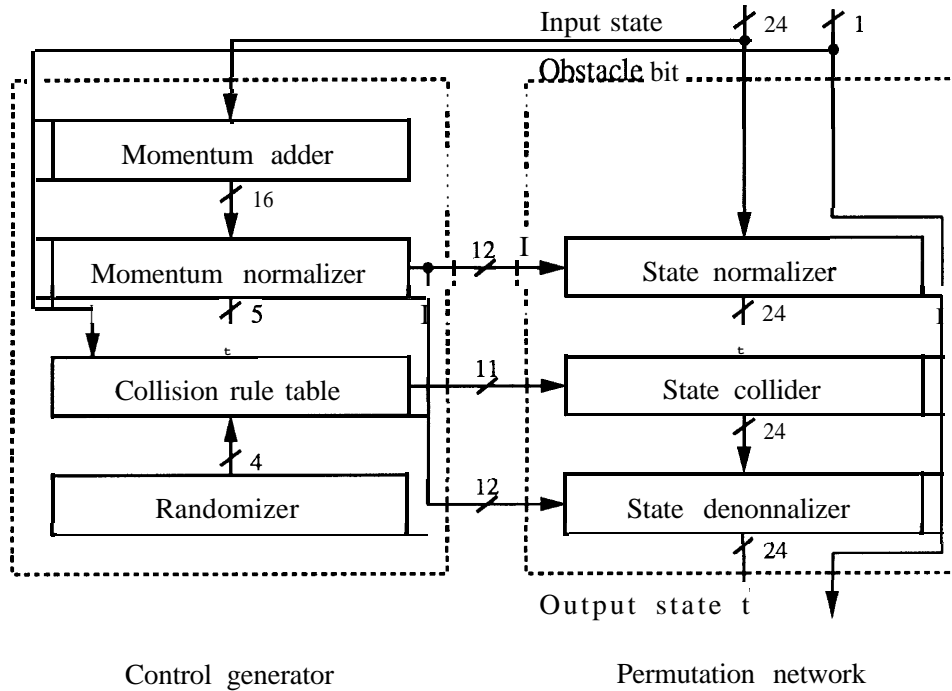 Input state 24 1
Obstacle bit
Momentum adder
16
Momentum normalizer 12 I State normalizer
5 I 24 I
t t
Collision rule table 11 State collider
24
4
Randomizer 12 State denonnalizer
24
Output state t
Control generator Permutation network